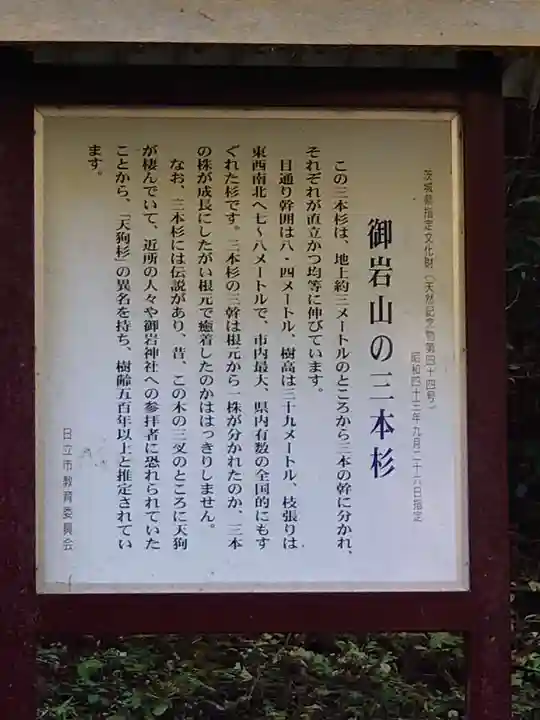 茨城県指定文化財（天然記念物第四十四号）
昭和四十三年九月二十六日指定
御岩山の三本杉
この三本杉は、地上約三メートルのところから三本の幹に分かれ、
それぞれが直立かつ均等に伸びています。
目通り幹囲は八・四メートル、樹高は三十九メートル、枝張りは
東西南北へ七～八メートルで、市内最大、県内有数の全国的にもす
ぐれた杉です。三本杉の三幹は根元から一株が分かれたのか、三本
の株が成長にしたがい根元で癒着したのかははっきりしません。
なお、三本杉には伝説があり、昔、この木の三叉のところに天狗
が棲んでいて、近所の人々や御岩神社への参拝者に恐れられていた
ことから、「天狗杉」の異名を持ち、樹齢五百年以上と推定されてい
ます。
日立市教育委員会